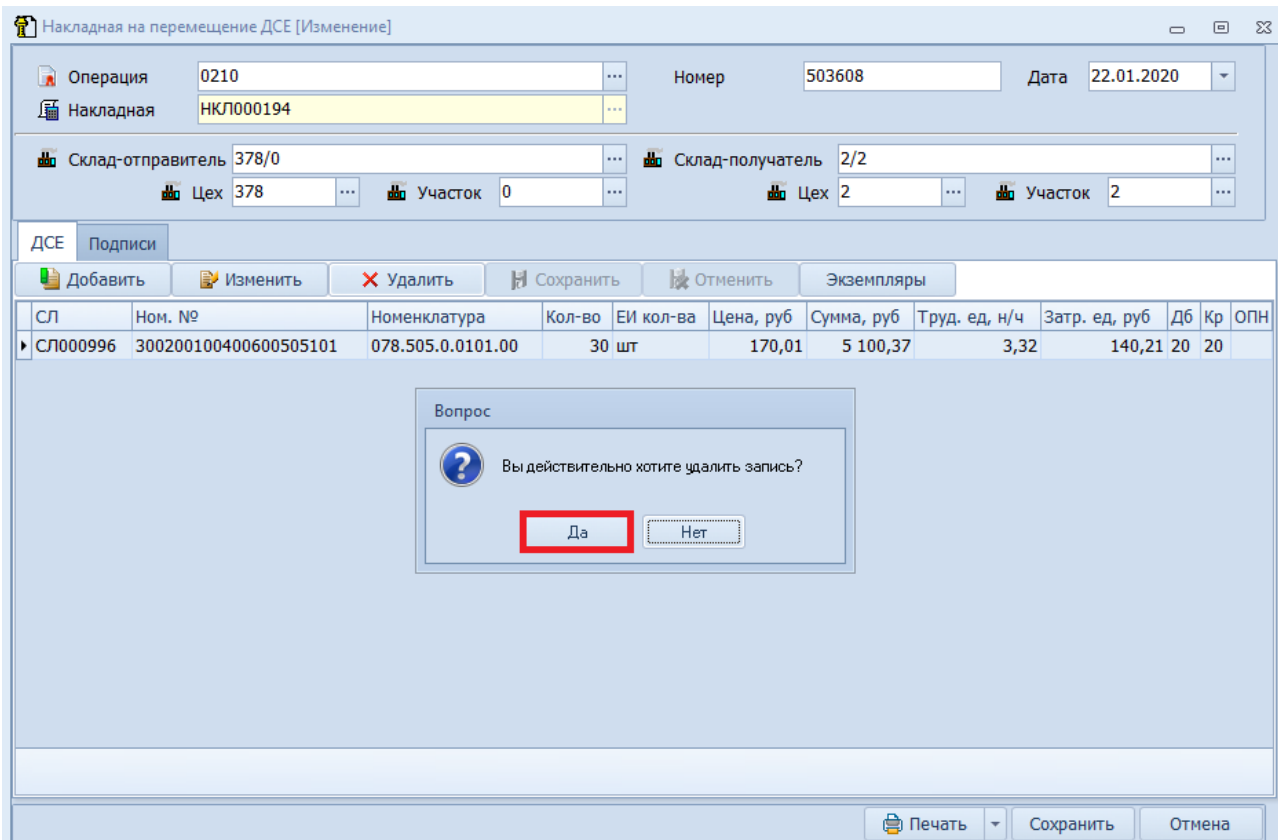 Накладная на перемещение ДСЕ [Изменение]
Операция 0210 ... Номер 503608 Дата 22.01.2020
Накладная НКЛ000194 ...
Склад-отправитель 378/0 ... Склад-получатель 2/2 ...
Цех 378 ... Участок 0 ... Цех 2 ... Участок 2 ...
ДСЕ Подписи
Добавить Изменить Удалить Сохранить Отменить Экземпляры
СЛ Ном. № Номенклатура Кол-во ЕИ кол-ва Цена, руб Сумма, руб Труд. ед, н/ч Затр. ед, руб Дб Кр ОПН
СЛ000996 300200100400600505101 078.505.0.0101.00 30 шт 170,01 5 100,37 3,32 140,21 20 20
Вопрос
Вы действительно хотите удалить запись?
Да Нет
Печать Сохранить Отмена